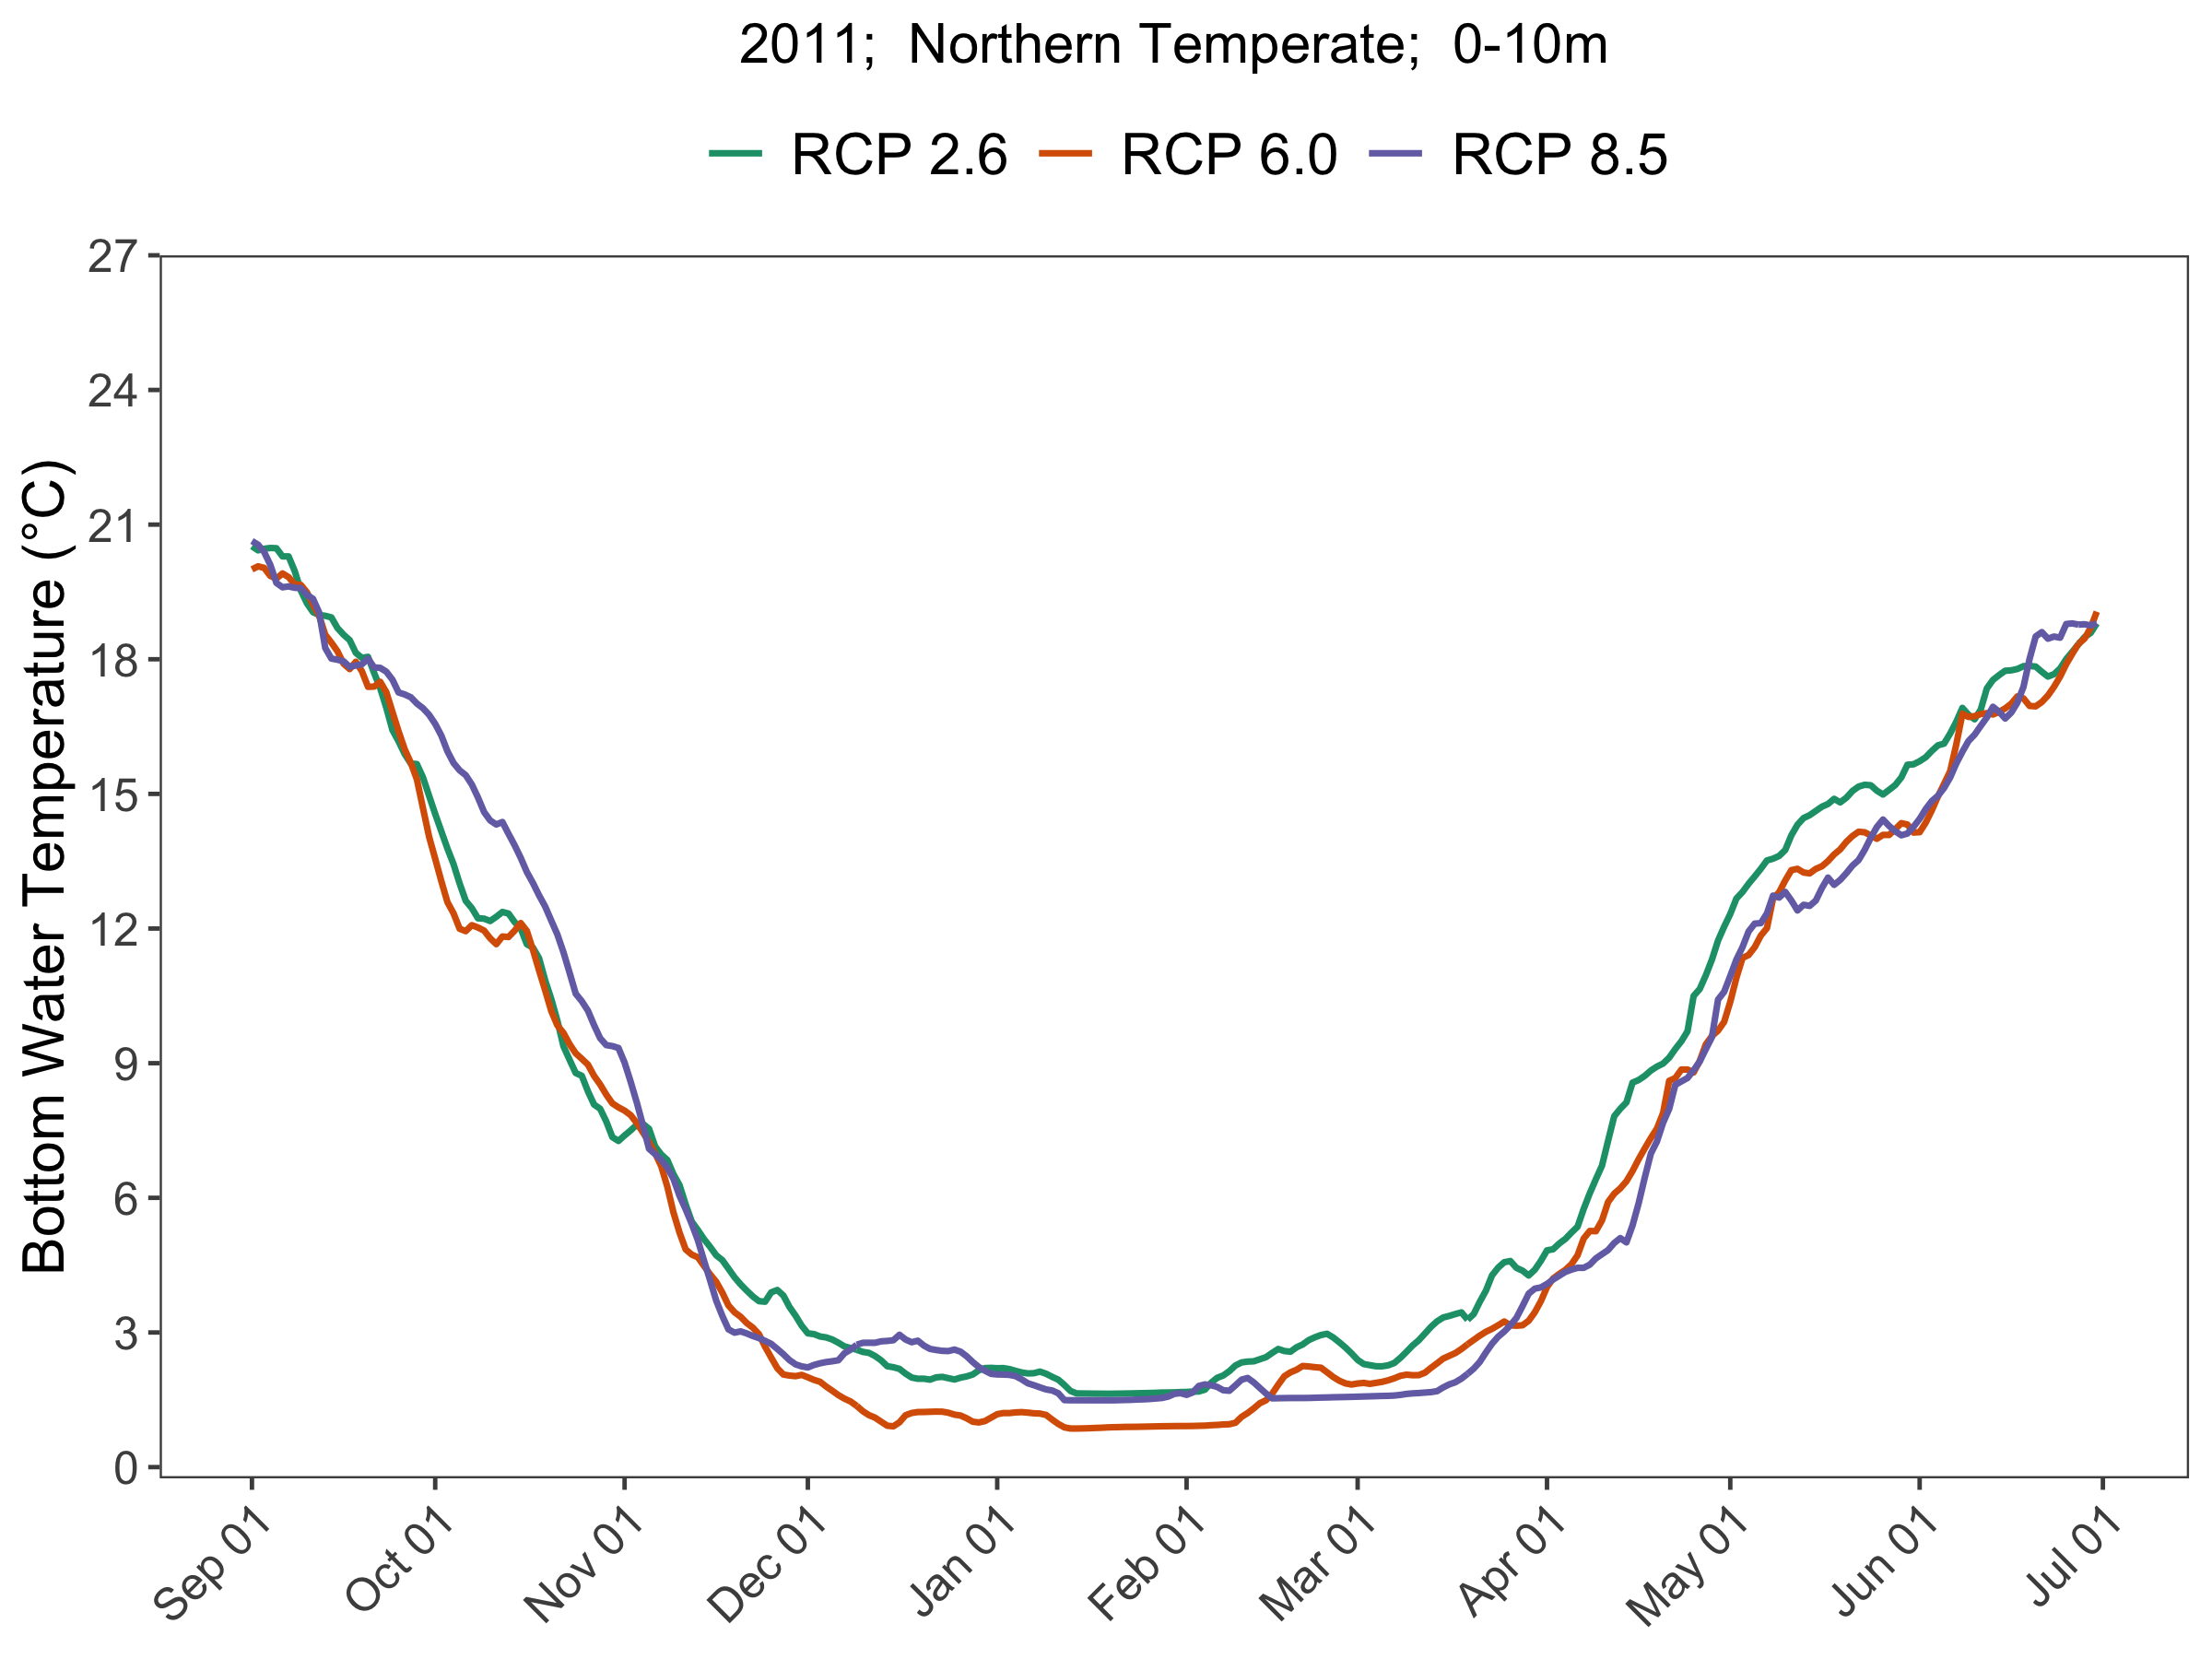 2011;  Northern Temperate;  0-10m
RCP 2.6 RCP 6.0 RCP 8.5
Bottom Water Temperature (°C)
27
24
21
18
15
12
9
6
3
0
Sep 01
Oct 01
Nov 01
Dec 01
Jan 01
Feb 01
Mar 01
Apr 01
May 01
Jun 01
Jul 01